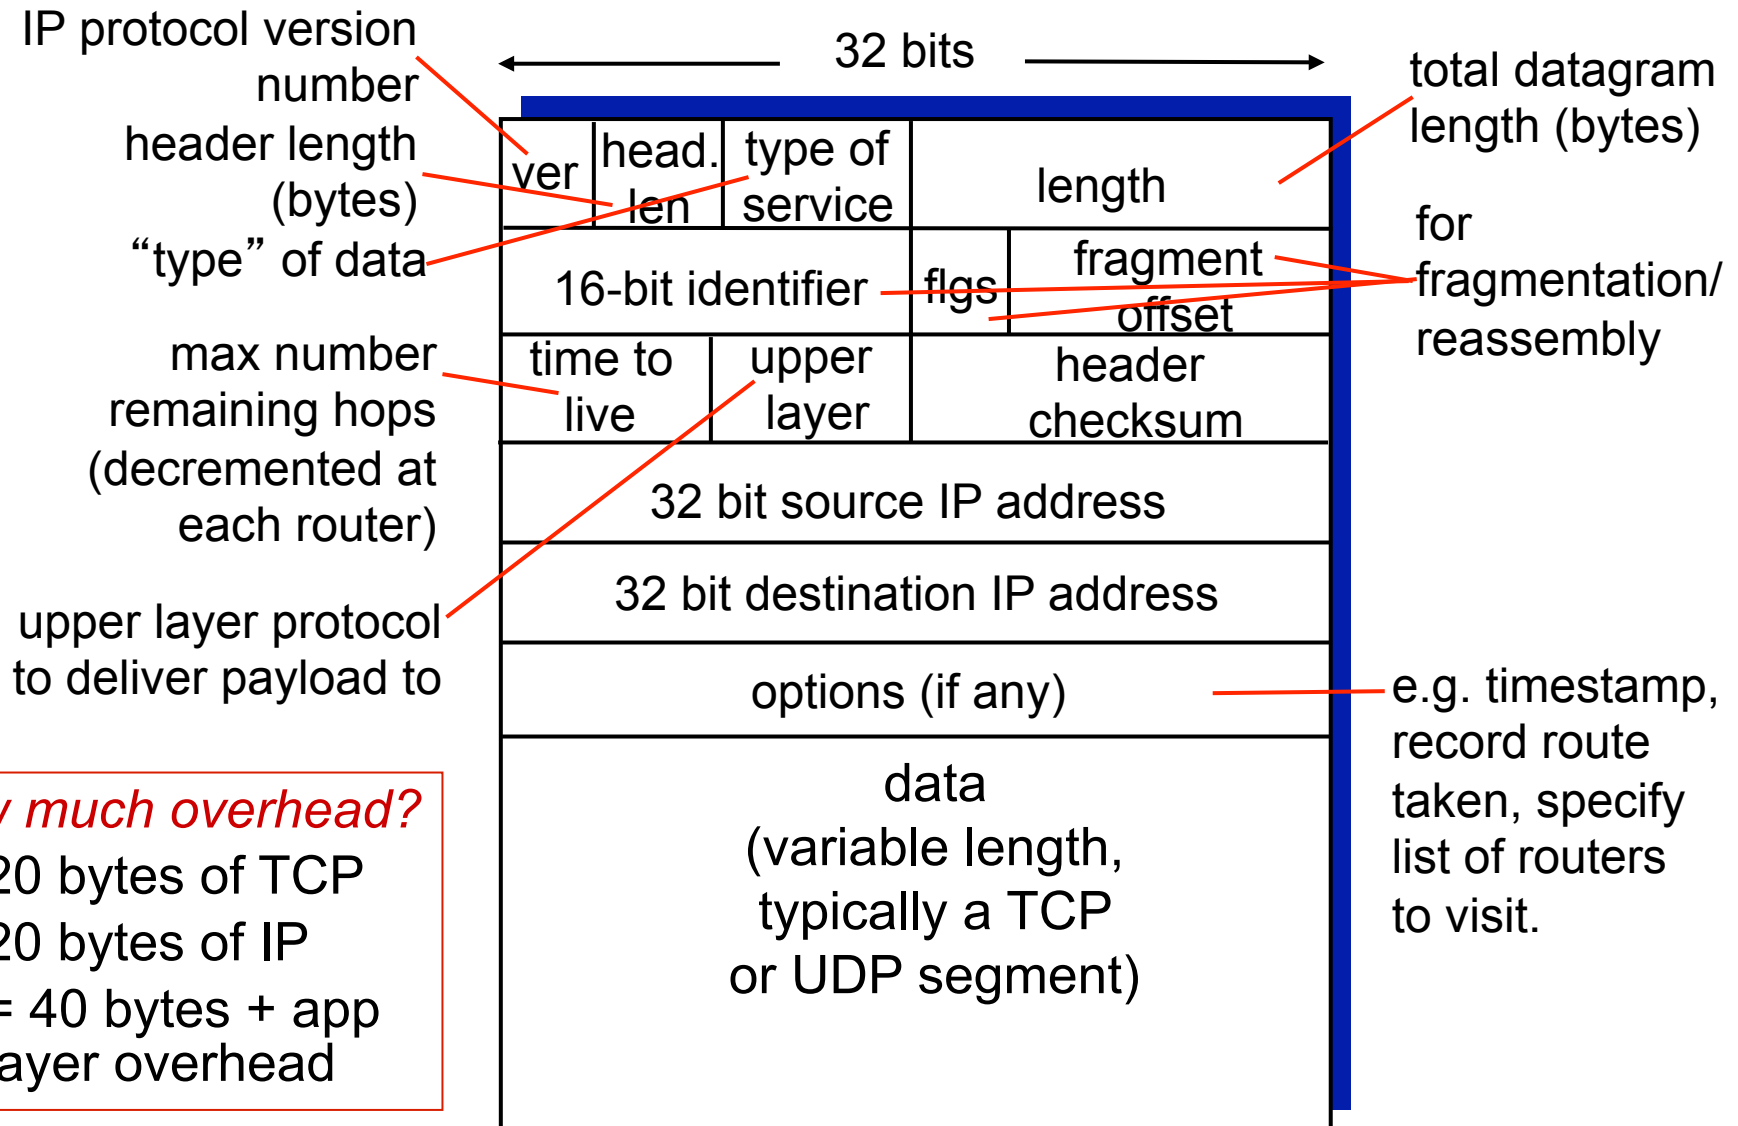 IP protocol version
number
header length
(bytes)
“type” of data
max number
remaining hops
(decremented at
each router)
upper layer protocol
to deliver payload to
32 bits
ver
head.
len
type of
service
length
16-bit identifier
flgs
fragment
offset
time to
live
upper
layer
header
checksum
32 bit source IP address
32 bit destination IP address
options (if any)
data
(variable length,
typically a TCP
or UDP segment)
total datagram
length (bytes)
for
fragmentation/
reassembly
e.g. timestamp,
record route
taken, specify
list of routers
to visit.
much overhead?
20 bytes of TCP
20 bytes of IP
= 40 bytes + app
ayer overhead